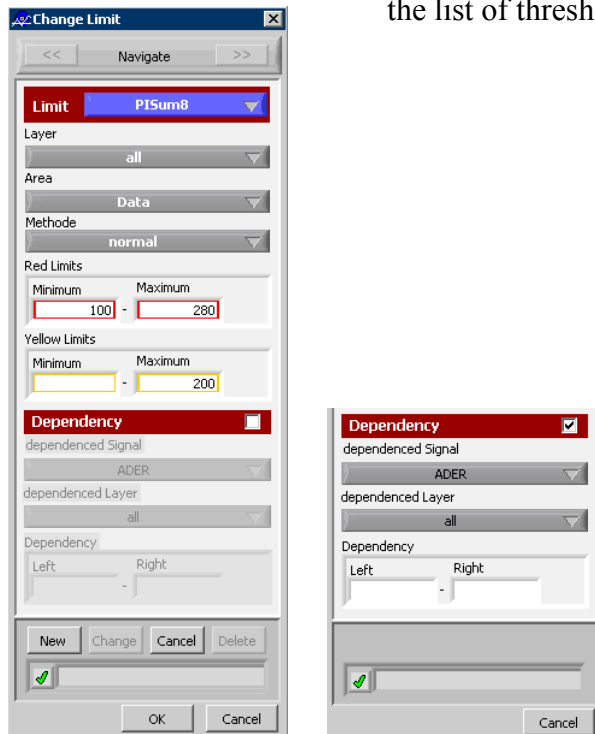 the list of thresh
Change Limit
<< Navigate >>
Limit PISum8
Layer
all
Area
Data
Methode
normal
Red Limits
Minimum Maximum
100 - 280
Yellow Limits
Minimum Maximum
- 200
Dependency
dependenced Signal
ADER
dependenced Layer
all
Dependency
Left Right
-
New Change Cancel Delete
OK Cancel
Dependency
dependenced Signal
ADER
dependenced Layer
all
Dependency
Left Right
-
Cancel